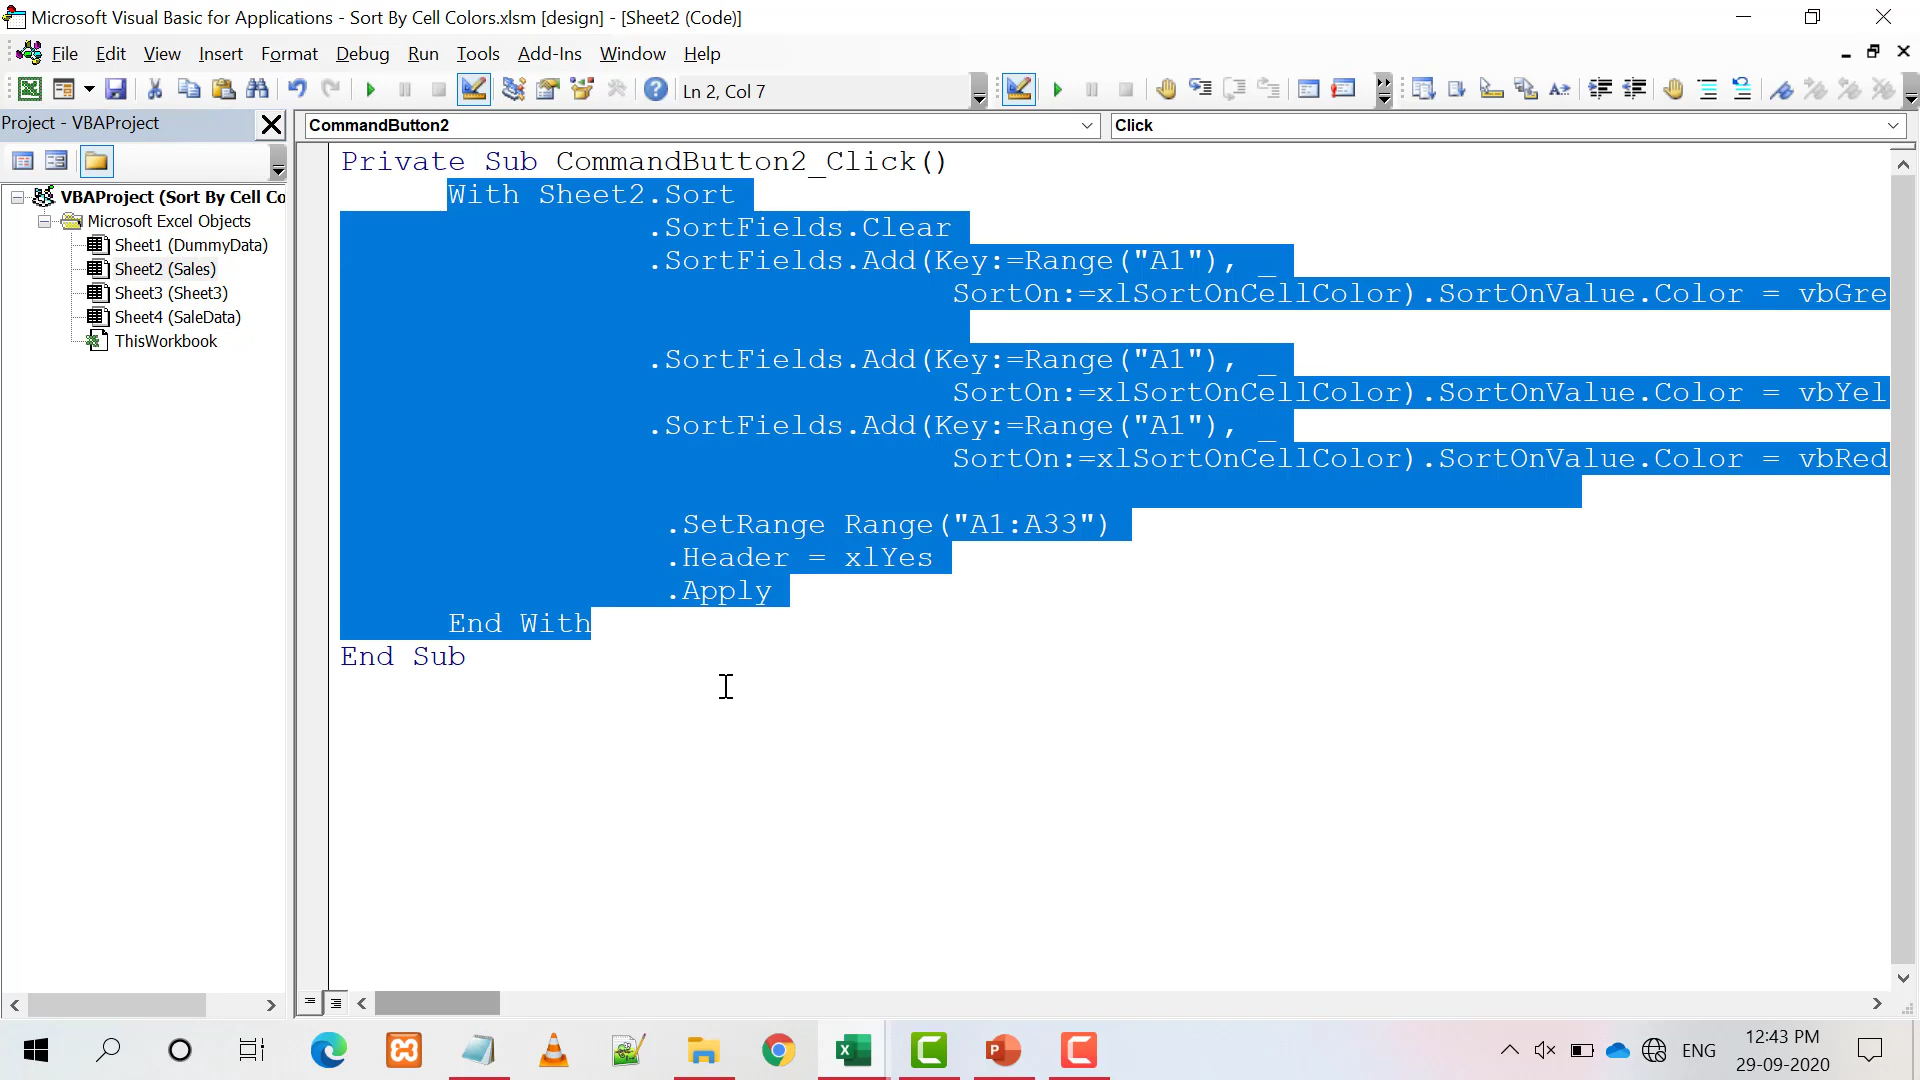 Microsoft Visual Basic for Applications - Sort By Cell Colors.xlsm [design] - [Sheet2 (Code)]
File Edit View Insert Format Debug Run Tools Add-Ins Window Help
Ln 2, Col 7
Project - VBAProject
CommandButton2
Click
VBAProject (Sort By Cell Co
Microsoft Excel Objects
Sheet1 (DummyData)
Sheet2 (Sales)
Sheet3 (Sheet3)
Sheet4 (SaleData)
ThisWorkbook
Private Sub CommandButton2_Click()
With Sheet2.Sort
.SortFields.Clear
.SortFields.Add(Key:=Range("A1"), _
SortOn:=xlSortOnCellColor).SortOnValue.Color = vbGre
.SortFields.Add(Key:=Range("A1"), _
SortOn:=xlSortOnCellColor).SortOnValue.Color = vbYel
.SortFields.Add(Key:=Range("A1"), _
SortOn:=xlSortOnCellColor).SortOnValue.Color = vbRed
.SetRange Range("A1:A33")
.Header = xlYes
.Apply
End With
End Sub
ENG
12:43 PM
29-09-2020